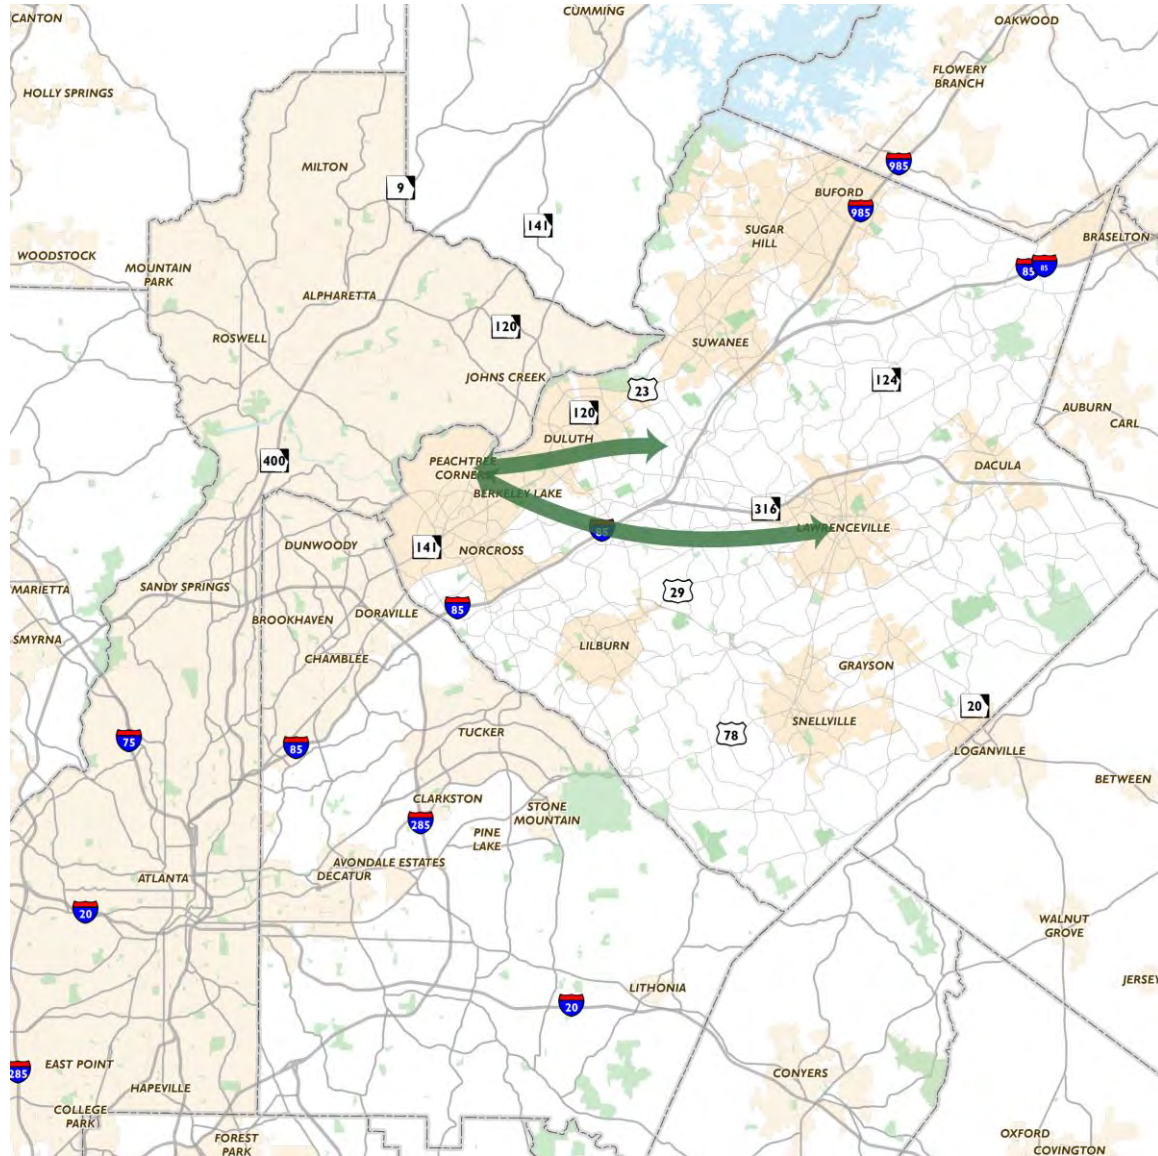 CANTON
CUMMING
OAKWOOD
HOLLY SPRINGS
FLOWERY
BRANCH
MILTON
985
9
BUFORD
985
141
SUGAR
HILL
BRASELTON
WOODSTOCK
MOUNTAIN
PARK
85
85
ALPHARETTA
120
ROSWELL
SUWANEE
JOHNS CREEK
124
23
AUBURN
120
CARL
DULUTH
400
PEACHTREE
CORNERS
DACULA
BERKELEY LAKE
316
LAWRENCEVILLE
85
DUNWOODY
141
NORCROSS
MARIETTA
SANDY SPRINGS
29
BROOKHAVEN
DORAVILLE
85
SMYRNA
CHAMBLEE
LILBURN
GRAYSON
20
SNELLVILLE
TUCKER
78
75
85
LOGANVILLE
BETWEEN
CLARKSTON
STONE
MOUNTAIN
285
PINE
LAKE
AVONDALE ESTATES
DECATUR
ATLANTA
20
WALNUT
GROVE
LITHONIA
JERSEY
20
EAST POINT
285
CONYERS
HAPEVILLE
COLLEGE
PARK
FOREST
PARK
OXFORD
COVINGTON